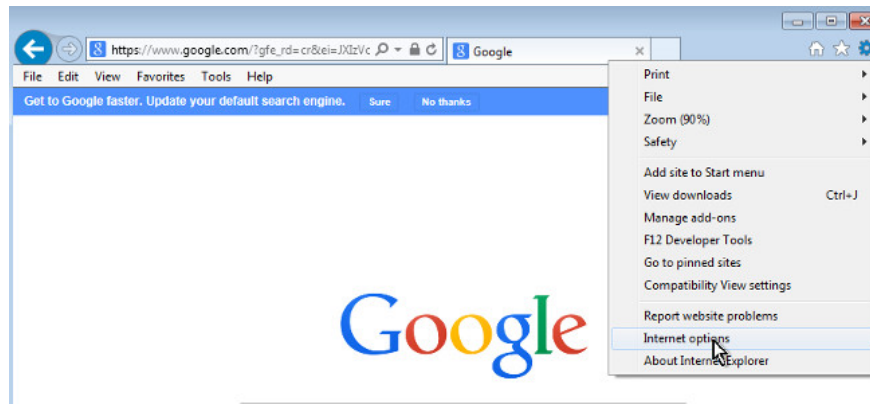 https://www.google.com/?gfe_rd=cr&ei=JXIzVc
Google
File Edit View Favorites Tools Help
Get to Google faster. Update your default search engine. Sure No thanks
Print
File
Zoom (90%)
Safety
Add site to Start menu
View downloads Ctrl+J
Manage add-ons
F12 Developer Tools
Go to pinned sites
Compatibility View settings
Report website problems
Internet options
About Internet Explorer
Google